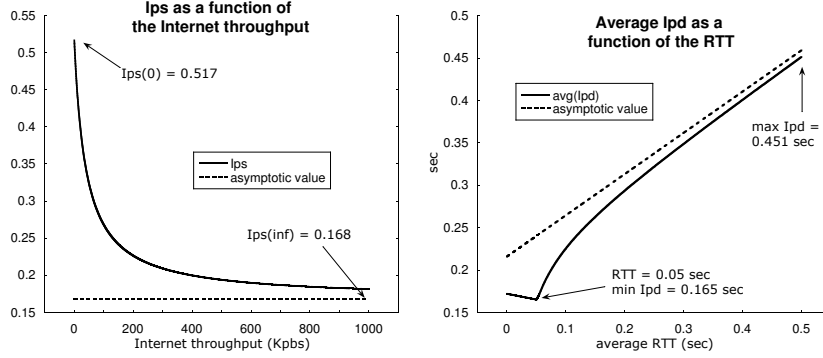 Ips as a function of
the Internet throughput
0.55
0.5
0.45
0.4
0.35
0.3
0.25
0.2
0.15
Ips(0) = 0.517
Ips
asymptotic value
Ips(inf) = 0.168
0
200
400
600
800
1000
Internet throughput (Kpbs)
Average Ipd as a
function of the RTT
0.5
0.45
0.4
0.35
0.3
0.25
0.2
0.15
sec
avg(Ipd)
asymptotic value
max Ipd =
0.451 sec
RTT = 0.05 sec
min Ipd = 0.165 sec
0
0.1
0.2
0.3
0.4
0.5
average RTT (sec)